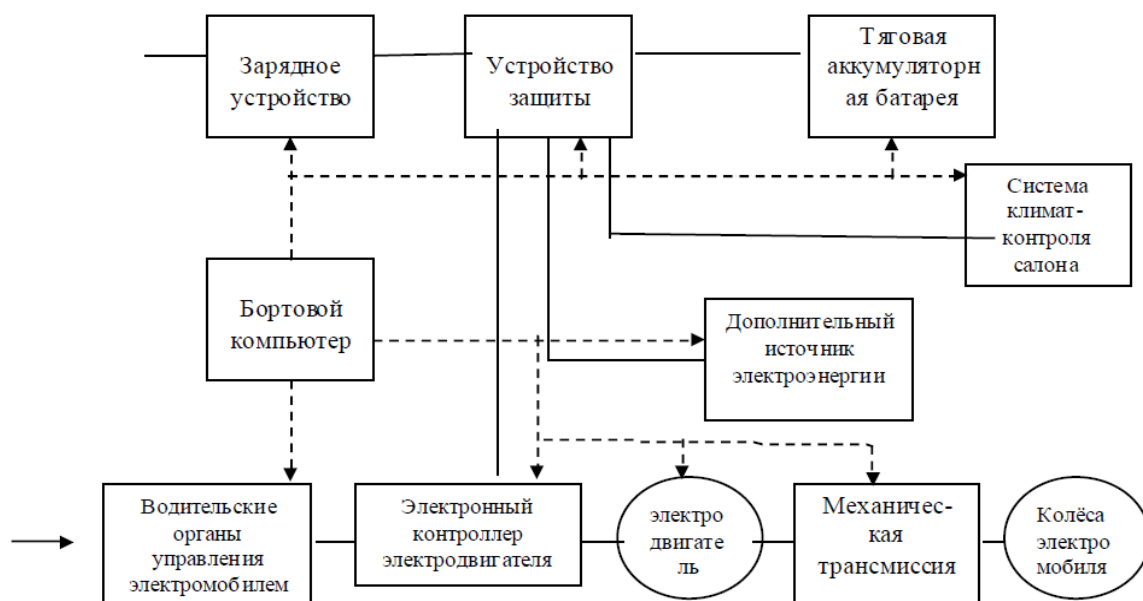 Зарядное
устройство
Устройство
защиты
Тяговая
аккумуляторн
ая батарея
Система
климат-
контроля
салона
Бортовой
компьютер
Дополнительный
источник
электроэнергии
Водительские
органы
управления
электромобилем
Электронный
контроллер
электродвигателя
электро
двигате
ль
Механичес-
кая
трансмиссия
Колёса
электро
мобиля